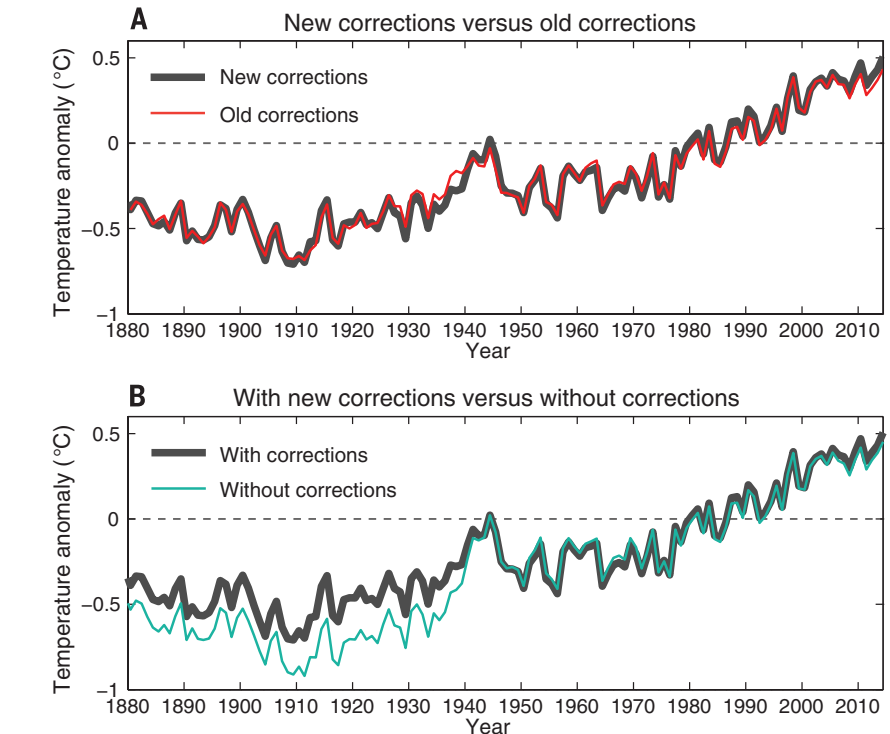 A New corrections versus old corrections
Temperature anomaly (°C)
0.5
0
−0.5
−1
New corrections
Old corrections
1880 1890 1900 1910 1920 1930 1940 1950 1960 1970 1980 1990 2000 2010
Year
B With new corrections versus without corrections
Temperature anomaly (°C)
0.5
0
−0.5
−1
With corrections
Without corrections
1880 1890 1900 1910 1920 1930 1940 1950 1960 1970 1980 1990 2000 2010
Year